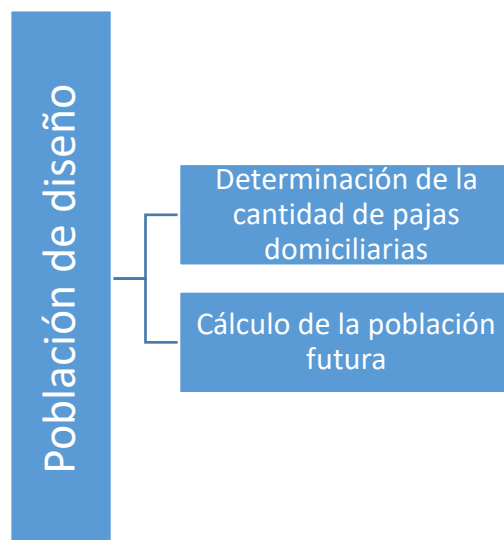 Población de diseño
Determinación de la
cantidad de pajas
domiciliarias
Cálculo de la población
futura